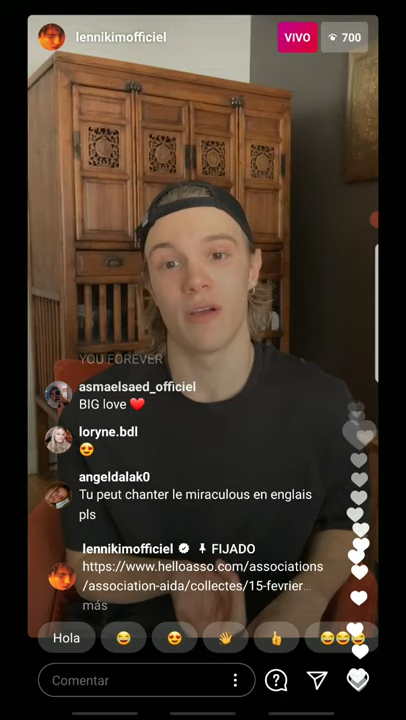 lennikimofficiel
VIVO
700
YOU FOREVER
asmaelsaed_officiel
BIG love ❤️
loryne.bdl
😍
angeldalak0
Tu peut chanter le miraculous en englais
pls
lennikimofficiel FIJADO
https://www.helloasso.com/associations
/association-aida/collectes/15-fevrier...
más
Hola 😂 😍 👋 👍 😂😂😂
Comentar